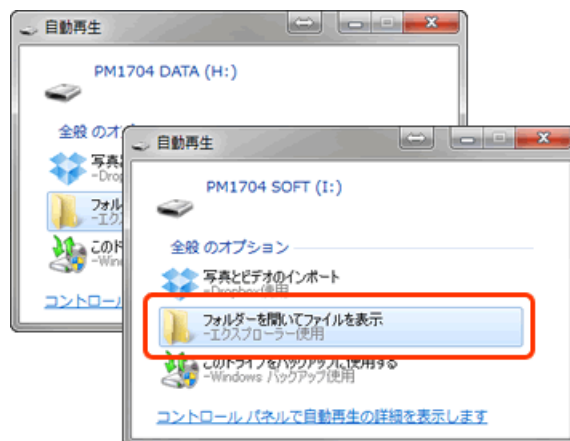 自動再生
PM1704 DATA (H:)
全般 のオ
写真
-Drop
フォル
-エク
このド
-Win
コントロール
自動再生
PM1704 SOFT (I:)
全般 のオプション
写真とビデオのインポート
-Dropbox使用
フォルダーを開いてファイルを表示
-エクスプローラー使用
このドライブをバックアップに使用する
-Windows バックアップ使用
コントロール パネルで自動再生の詳細を表示します